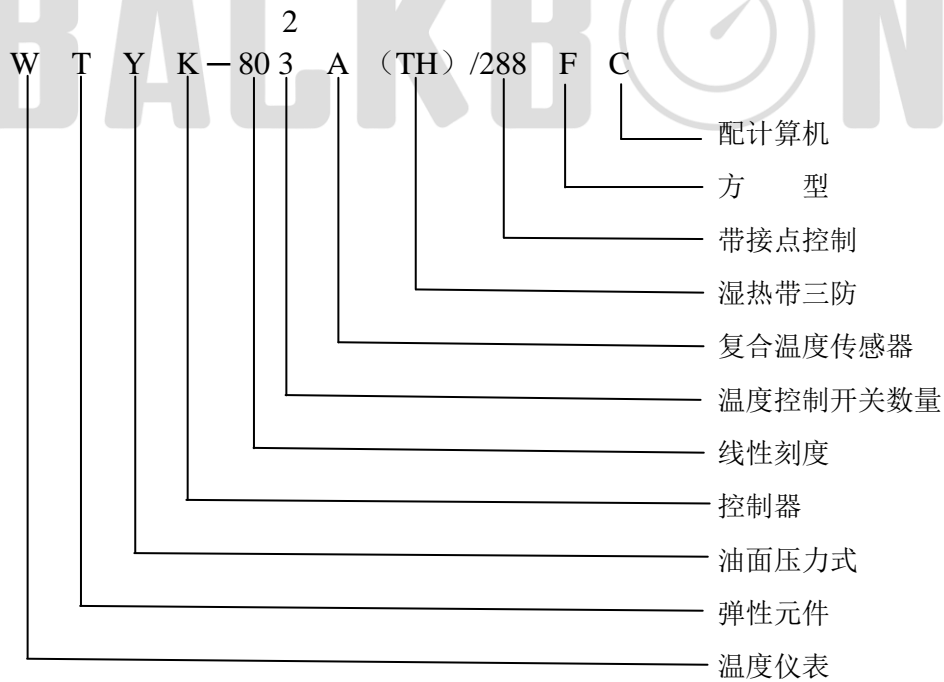 BACKBON
2
W T Y K－80 3 A （TH）/288 F C
配计算机
方 型
带接点控制
湿热带三防
复合温度传感器
温度控制开关数量
线性刻度
控制器
油面压力式
弹性元件
温度仪表